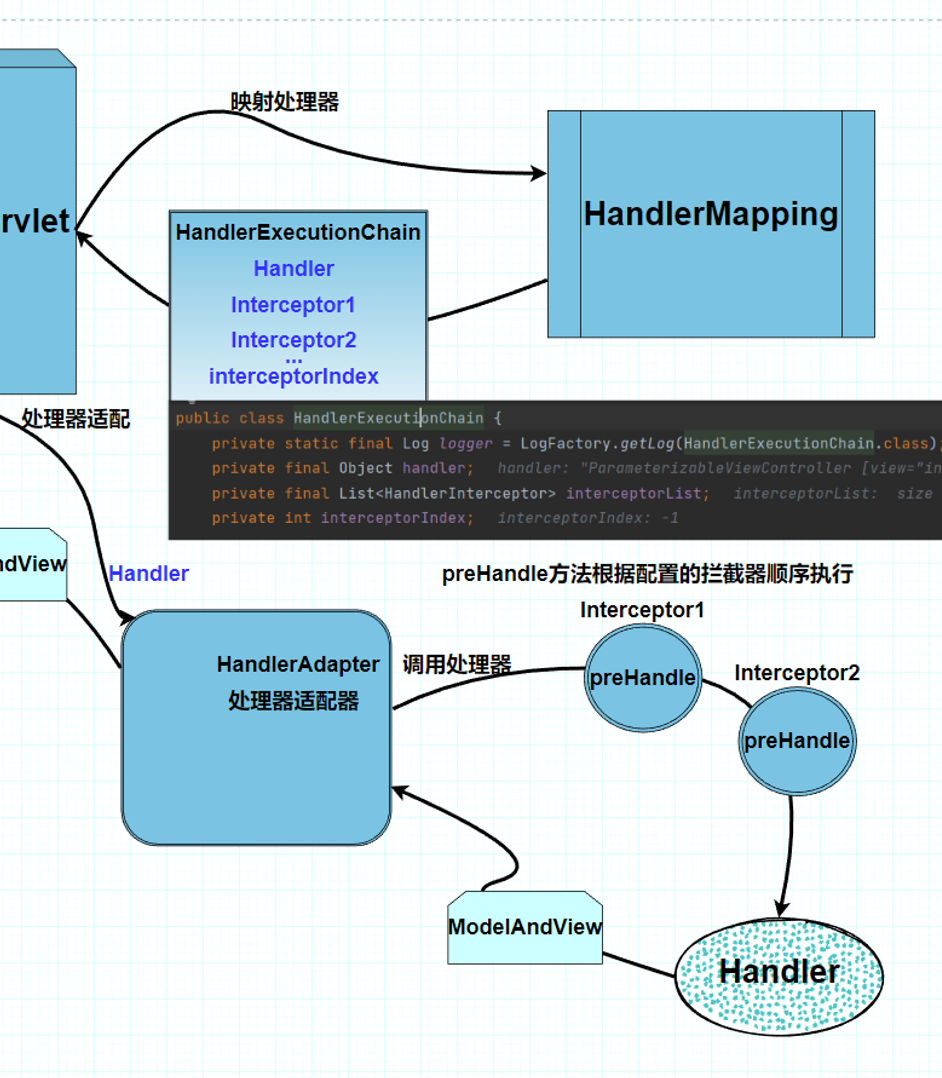 映射处理器
rvlet
HandlerMapping
HandlerExecutionChain
Handler
Interceptor1
Interceptor2
...
interceptorIndex
处理器适配
public class HandlerExecutionChain {
private static final Log logger = LogFactory.getLog(HandlerExecutionChain.class)
private final Object handler; handler: "ParameterizableViewController [view="in
private final List<HandlerInterceptor> interceptorList; interceptorList: size
private int interceptorIndex; interceptorIndex: -1
ndView
Handler
preHandle方法根据配置的拦截器顺序执行
Interceptor1
HandlerAdapter
处理器适配器
调用处理器
preHandle
Interceptor2
preHandle
ModelAndView
Handler